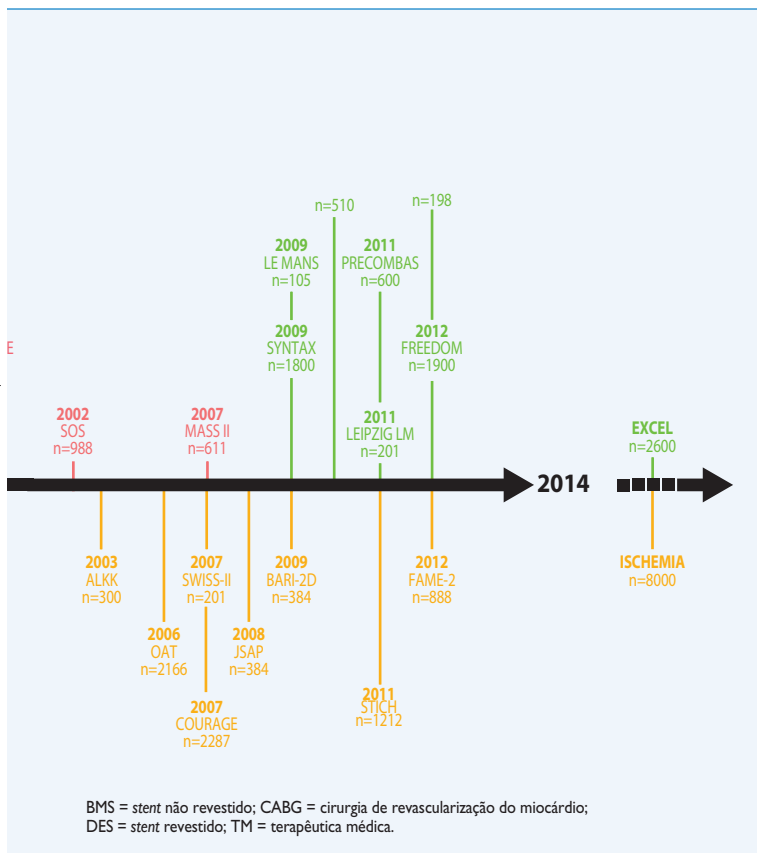 n=510
n=198
2009
LE MANS
n=105
2011
PRECOMBAS
n=600
2009
SYNTAX
n=1800
2012
FREEDOM
n=1900
E
2002
SOS
n=988
2007
MASS II
n=611
2011
LEIPZIG LM
n=201
EXCEL
n=2600
2014
2003
ALKK
n=300
2007
SWISS-II
n=201
2009
BARI-2D
n=384
2012
FAME-2
n=888
ISCHEMIA
n=8000
2006
OAT
n=2166
2008
JSAP
n=384
2007
COURAGE
n=2287
2011
STICH
n=1212
BMS = stent não revestido; CABG = cirurgia de revascularização do miocárdio;
DES = stent revestido; TM = terapêutica médica.